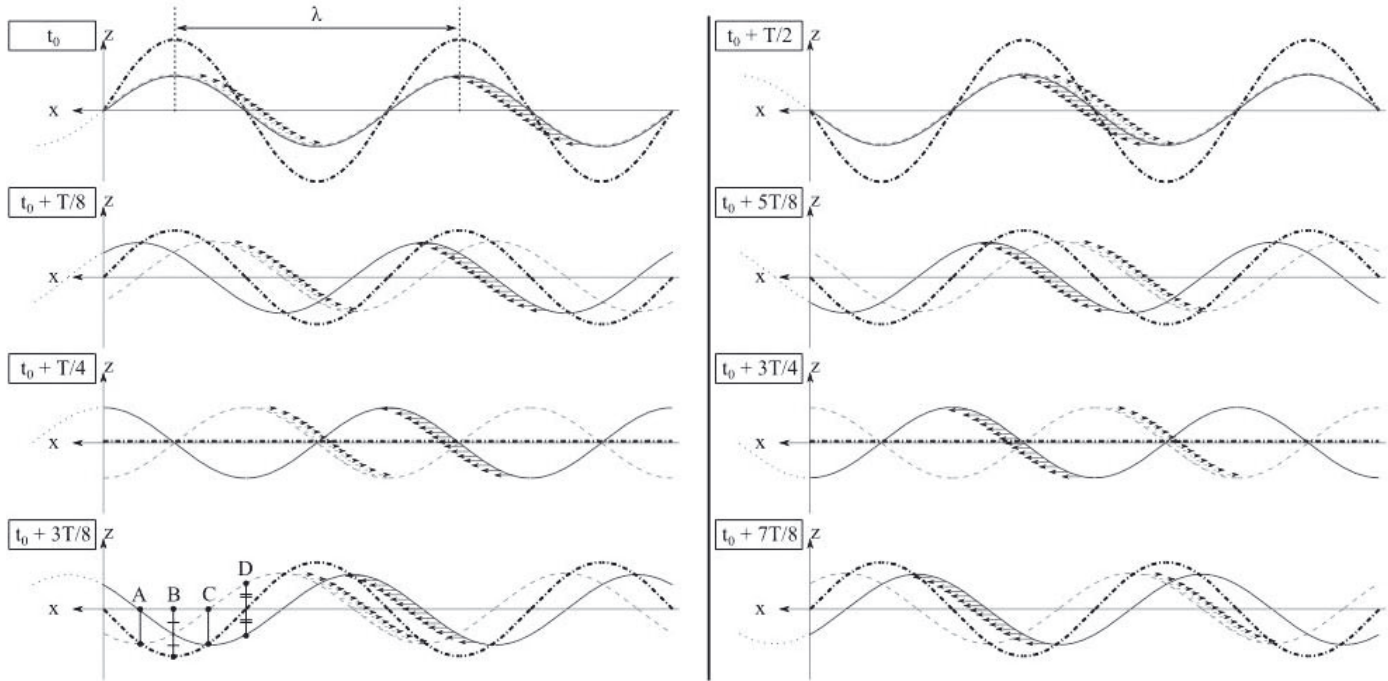 t₀
z
λ
x
t₀ + T/8
z
x
t₀ + T/4
z
x
t₀ + 3T/8
z
A
B
C
D
x
t₀ + T/2
z
x
t₀ + 5T/8
z
x
t₀ + 3T/4
z
x
t₀ + 7T/8
z
x